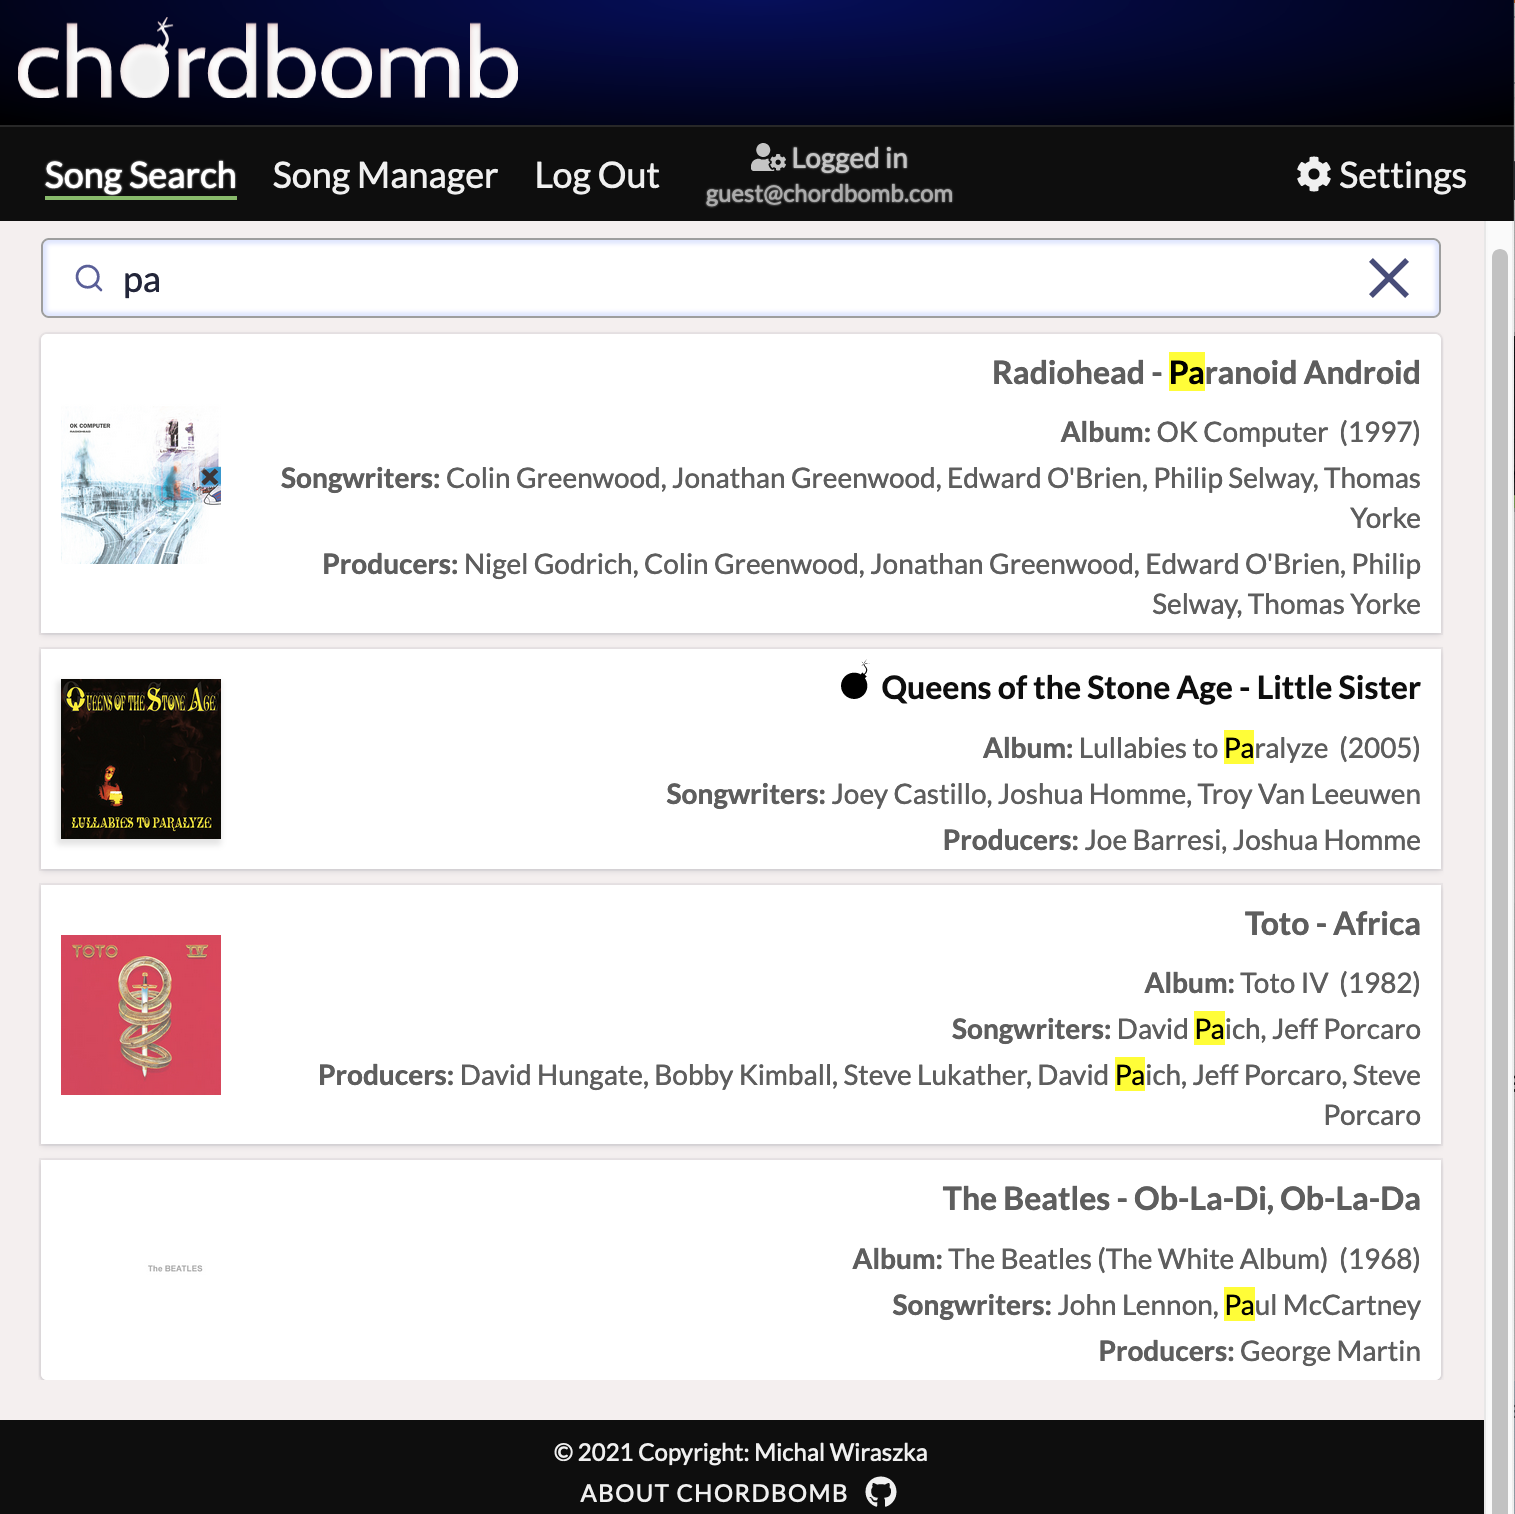 chordbomb
Song Search Song Manager Log Out Logged in Settings
guest@chordbomb.com
pa
Radiohead - Paranoid Android
Album: OK Computer (1997)
Songwriters: Colin Greenwood, Jonathan Greenwood, Edward O'Brien, Philip Selway, Thomas
Yorke
Producers: Nigel Godrich, Colin Greenwood, Jonathan Greenwood, Edward O'Brien, Philip
Selway, Thomas Yorke
OK COMPUTER
Queens of the Stone Age - Little Sister
Album: Lullabies to Paralyze (2005)
Songwriters: Joey Castillo, Joshua Homme, Troy Van Leeuwen
Producers: Joe Barresi, Joshua Homme
QUEENS OF THE STONE AGE
LULLABIES TO PARALYZE
Toto - Africa
Album: Toto IV (1982)
Songwriters: David Paich, Jeff Porcaro
Producers: David Hungate, Bobby Kimball, Steve Lukather, David Paich, Jeff Porcaro, Steve
Porcaro
TOTO IV
The Beatles - Ob-La-Di, Ob-La-Da
Album: The Beatles (The White Album) (1968)
Songwriters: John Lennon, Paul McCartney
Producers: George Martin
The BEATLES
© 2021 Copyright: Michal Wiraszka
ABOUT CHORDBOMB